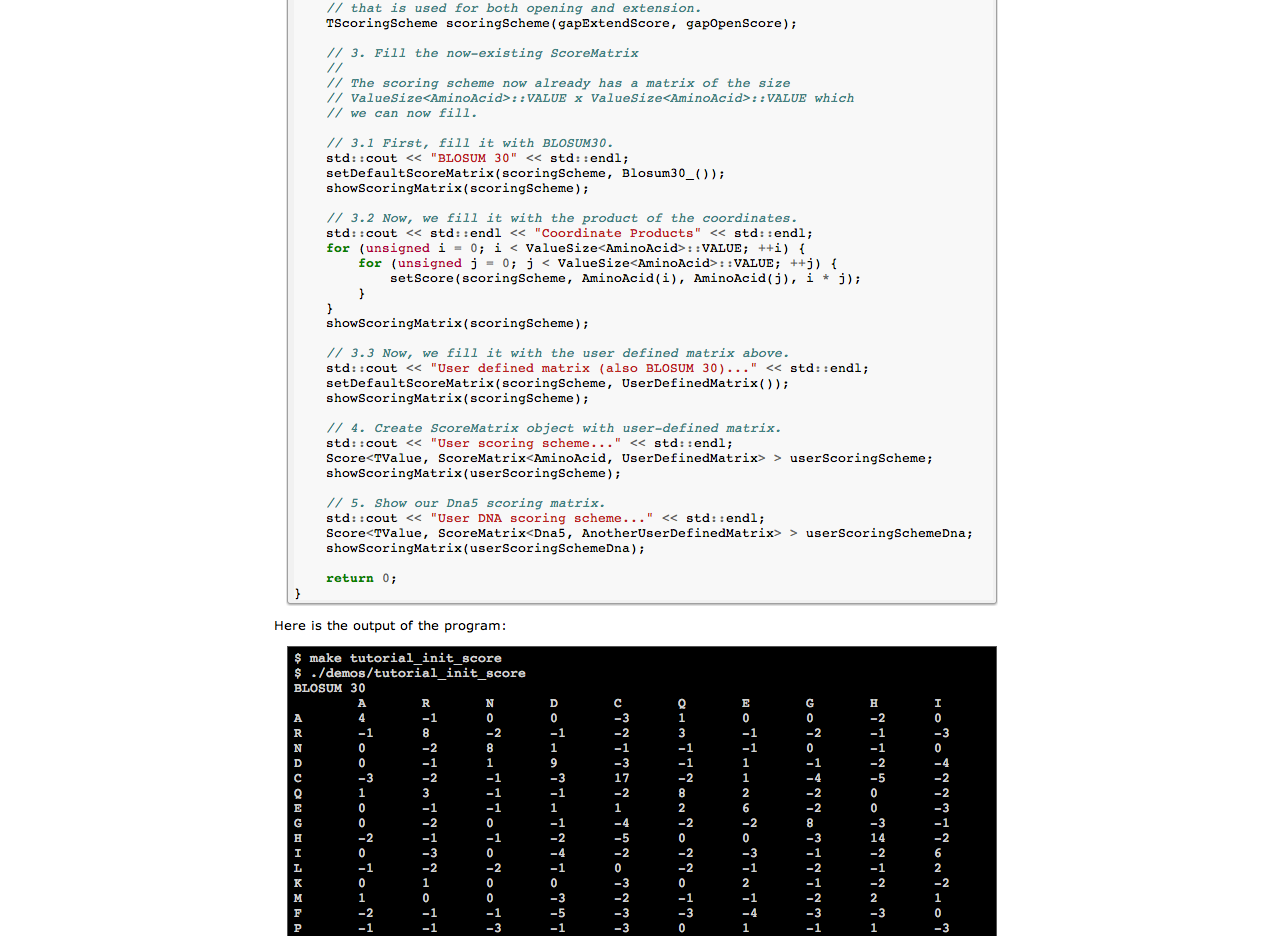 // that is used for both opening and extension.
TScoringScheme scoringScheme(gapExtendScore, gapOpenScore);
// 3. Fill the now-existing ScoreMatrix
//
// The scoring scheme now already has a matrix of the size
// ValueSize<AminoAcid>::VALUE x ValueSize<AminoAcid>::VALUE which
// we can now fill.
// 3.1 First, fill it with BLOSUM30.
std::cout << "BLOSUM 30" << std::endl;
setDefaultScoreMatrix(scoringScheme, Blosum30_());
showScoringMatrix(scoringScheme);
// 3.2 Now, we fill it with the product of the coordinates.
std::cout << std::endl << "Coordinate Products" << std::endl;
for (unsigned i = 0; i < ValueSize<AminoAcid>::VALUE; ++i) {
for (unsigned j = 0; j < ValueSize<AminoAcid>::VALUE; ++j) {
setScore(scoringScheme, AminoAcid(i), AminoAcid(j), i * j);
}
}
showScoringMatrix(scoringScheme);
// 3.3 Now, we fill it with the user defined matrix above.
std::cout << "User defined matrix (also BLOSUM 30)..." << std::endl;
setDefaultScoreMatrix(scoringScheme, UserDefinedMatrix());
showScoringMatrix(scoringScheme);
// 4. Create ScoreMatrix object with user-defined matrix.
std::cout << "User scoring scheme..." << std::endl;
Score<TValue, ScoreMatrix<AminoAcid, UserDefinedMatrix> > userScoringScheme;
showScoringMatrix(userScoringScheme);
// 5. Show our Dna5 scoring matrix.
std::cout << "User DNA scoring scheme..." << std::endl;
Score<TValue, ScoreMatrix<Dna5, AnotherUserDefinedMatrix> > userScoringSchemeDna;
showScoringMatrix(userScoringSchemeDna);
return 0;
}
Here is the output of the program:
$ make tutorial_init_score
$ ./demos/tutorial_init_score
BLOSUM 30
A R N D C Q E G H I
A 4 -1 0 0 -3 1 0 0 -2 0
R -1 8 -2 -1 -2 3 -1 -2 -1 -3
N 0 -2 8 1 -1 -1 -1 0 -1 0
D 0 -1 1 9 -3 -1 1 -1 -2 -4
C -3 -2 -1 -3 17 -2 1 -4 -5 -2
Q 1 3 -1 -1 -2 8 2 -2 0 -2
E 0 -1 -1 1 1 2 6 -2 0 -3
G 0 -2 0 -1 -4 -2 -2 8 -3 -1
H -2 -1 -1 -2 -5 0 0 -3 14 -2
I 0 -3 0 -4 -2 -2 -3 -1 -2 6
L -1 -2 -2 -1 0 -2 -1 -2 -1 2
K 0 1 0 0 -3 0 2 -1 -2 -2
M 1 0 0 -3 -2 -1 -1 -2 2 1
F -2 -1 -1 -5 -3 -3 -4 -3 -3 0
P -1 -1 -3 -1 -3 0 1 -1 1 -3